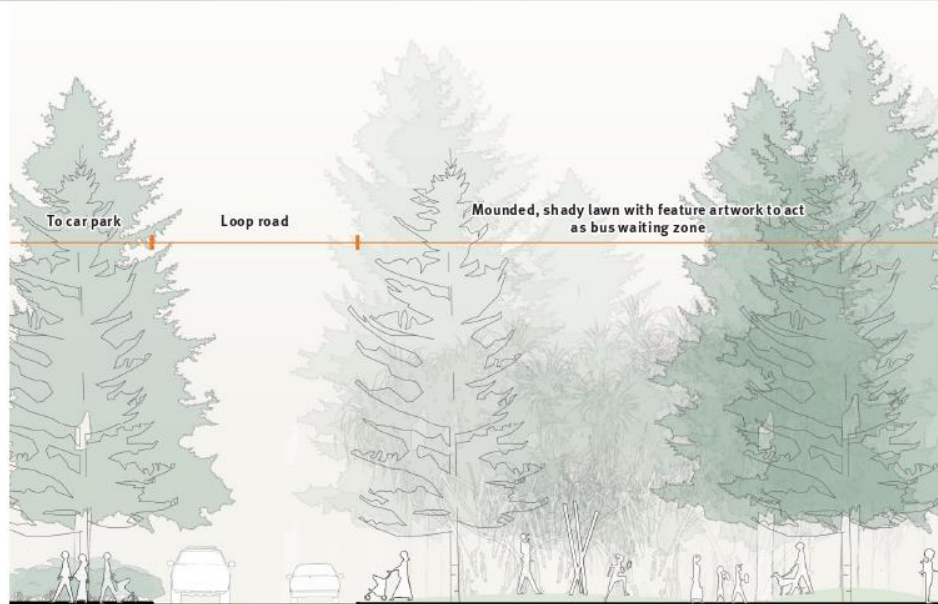 To car park
Loop road
Mounded, shady lawn with feature artwork to act
as bus waiting zone